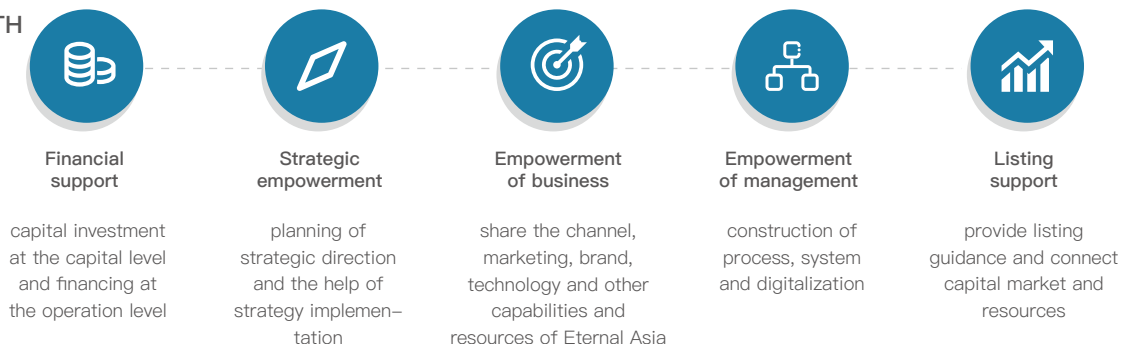 TH
Financial
support
capital investment
at the capital level
and financing at
the operation level
Strategic
empowerment
planning of
strategic direction
and the help of
strategy implemen-
tation
Empowerment
of business
share the channel,
marketing, brand,
technology and other
capabilities and
resources of Eternal Asia
Empowerment
of management
construction of
process, system
and digitalization
Listing
support
provide listing
guidance and connect
capital market and
resources